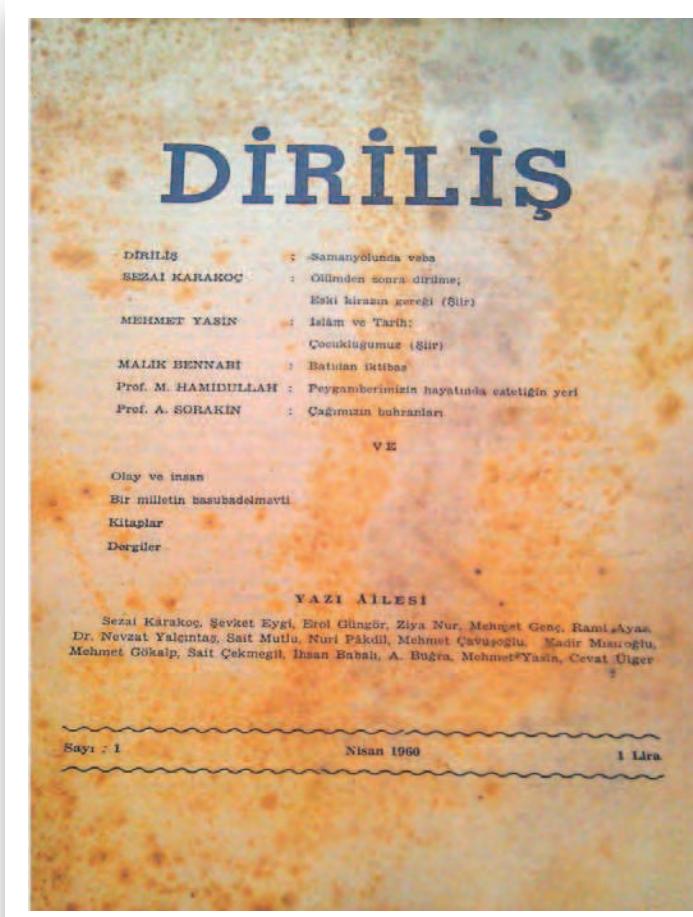 DİRİLİŞ
DİRİLİŞ : Samanyolunda veba
SEZAİ KARAKOÇ : Ölümden sonra dirilme;
Eski kirazın gereği (Şiir)
MEHMET YASİN : İslâm ve Tarih;
Çocukluğumuz (Şiir)
MALİK BENNABİ : Batıdan iktibas
Prof. M. HAMİDULLAH : Peygamberimizin hayatında estetiğin yeri
Prof. A. SORAKİN : Çağımızın buhranları
VE
Olay ve insan
Bir milletin basubadelmevti
Kitaplar
Dergiler
YAZI AİLESİ
Sezai Karakoç, Şevket Eygi, Erol Güngör, Ziya Nur, Mehmet Genç, Rami Ayas,
Dr. Nevzat Yalçıntaş, Sait Mutlu, Nuri Pâkdil, Mehmet Çavuşoğlu, Kadir Mısıroğlu,
Mehmet Gökalp, Sait Çekmegil, İhsan Babalı, A. Buğra, Mehmet Yasin, Cevat Ülger
Sayı : 1 Nisan 1960 1 Lira